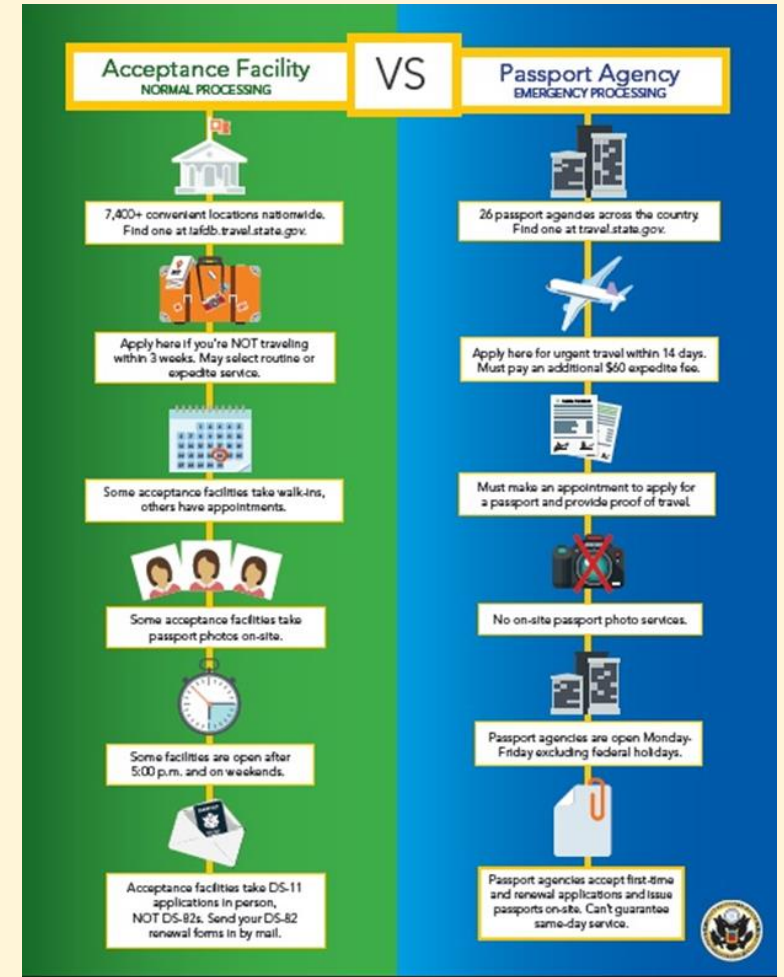 Acceptance Facility
NORMAL PROCESSING
VS
Passport Agency
EMERGENCY PROCESSING
7,400+ convenient locations nationwide.
Find one at iafdb.travel.state.gov.
Apply here if you're NOT traveling
within 3 weeks. May select routine or
expedite service.
Some acceptance facilities take walk-ins,
others have appointments.
Some acceptance facilities take
passport photos on-site.
Some facilities are open after
5:00 p.m. and on weekends.
Acceptance facilities take DS-11
applications in person,
NOT DS-82s. Send your DS-82
renewal forms in by mail.
26 passport agencies across the country.
Find one at travel.state.gov.
Apply here for urgent travel within 14 days.
Must pay an additional $60 expedite fee.
Must make an appointment to apply for
a passport and provide proof of travel.
No on-site passport photo services.
Passport agencies are open Monday-
Friday excluding federal holidays.
Passport agencies accept first-time
and renewal applications and issue
passports on-site. Can't guarantee
same-day service.